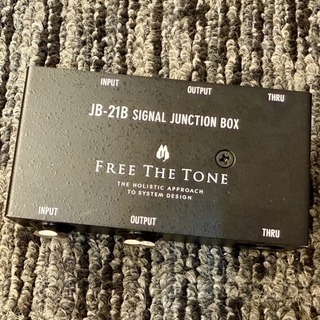 INPUT OUTPUT THRU
JB-21B SIGNAL JUNCTION BOX
FREE THE TONE
THE HOLISTIC APPROACH
TO SYSTEM DESIGN
INPUT OUTPUT THRU